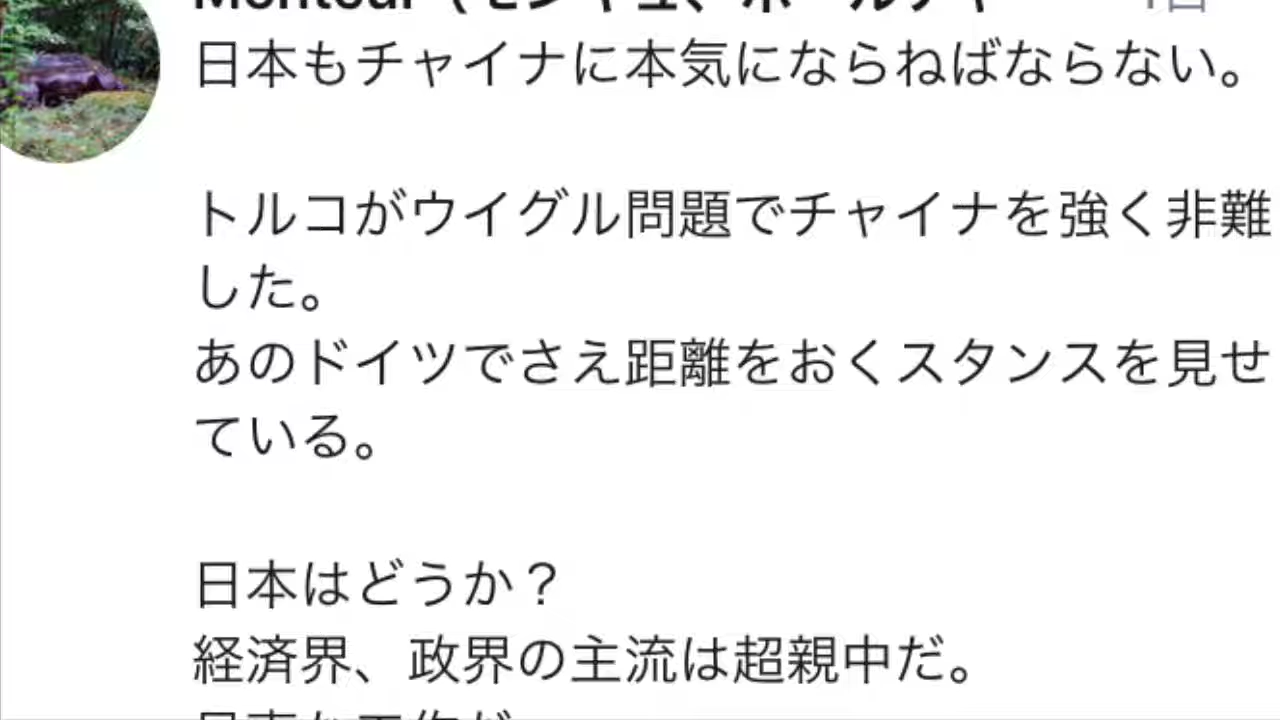 日本もチャイナに本気にならねばならない。
トルコがウイグル問題でチャイナを強く非難
した。
あのドイツでさえ距離をおくスタンスを見せ
ている。
日本はどうか？
経済界、政界の主流は超親中だ。